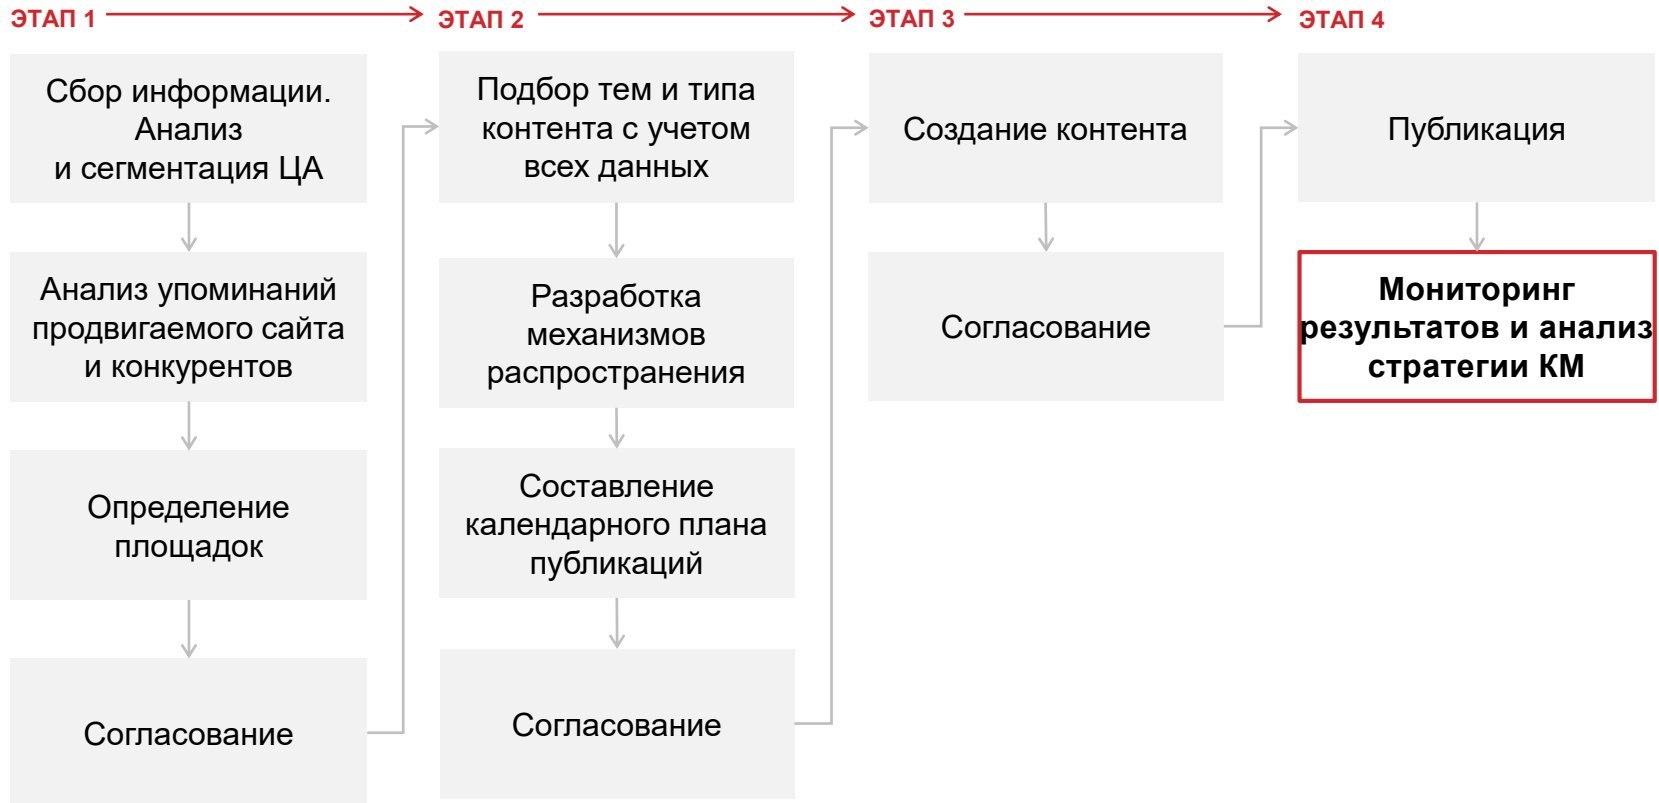 ЭТАП 1
ЭТАП 2
ЭТАП 3
ЭТАП 4
Сбор информации.
Анализ
и сегментация ЦА
Анализ упоминаний
продвигаемого сайта
и конкурентов
Определение
площадок
Согласование
Подбор тем и типа
контента с учетом
всех данных
Разработка
механизмов
распространения
Составление
календарного плана
публикаций
Согласование
Создание контента
Согласование
Публикация
Мониторинг
результатов и анализ
стратегии КМ